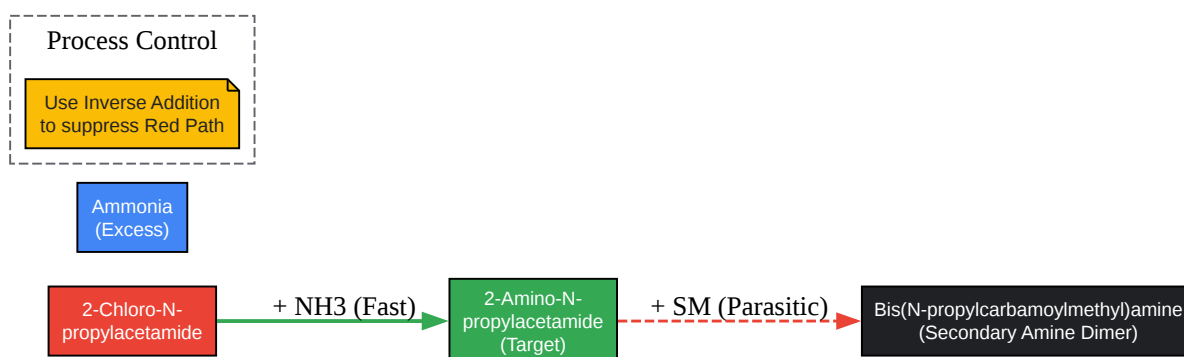 Process Control
Use Inverse Addition
to suppress Red Path
Ammonia
(Excess)
2-Chloro-N-
propylacetamide
+ NH3 (Fast)
2-Amino-N-
propylacetamide
(Target)
+ SM (Parasitic)
Bis(N-propylcarbamoylmethyl)amine
(Secondary Amine Dimer)